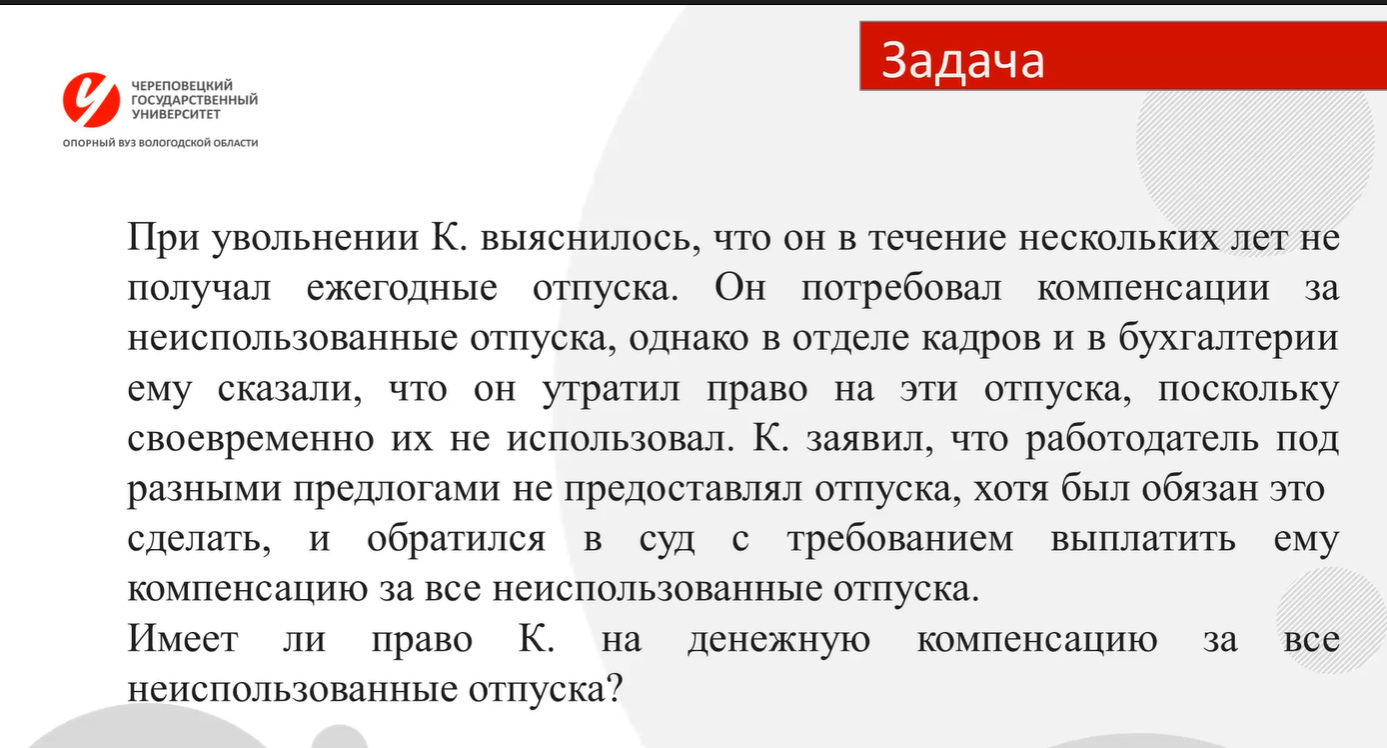 Задача
ЧЕРЕПОВЕЦКИЙ
ГОСУДАРСТВЕННЫЙ
УНИВЕРСИТЕТ
ОПОРНЫЙ ВУЗ ВОЛОГОДСКОЙ ОБЛАСТИ
При увольнении К. выяснилось, что он в течение нескольких лет не
получал ежегодные отпуска. Он потребовал компенсации за
неиспользованные отпуска, однако в отделе кадров и в бухгалтерии
ему сказали, что он утратил право на эти отпуска, поскольку
своевременно их не использовал. К. заявил, что работодатель под
разными предлогами не предоставлял отпуска, хотя был обязан это
сделать, и обратился в суд с требованием выплатить ему
компенсацию за все неиспользованные отпуска.
Имеет ли право К. на денежную компенсацию за все
неиспользованные отпуска?